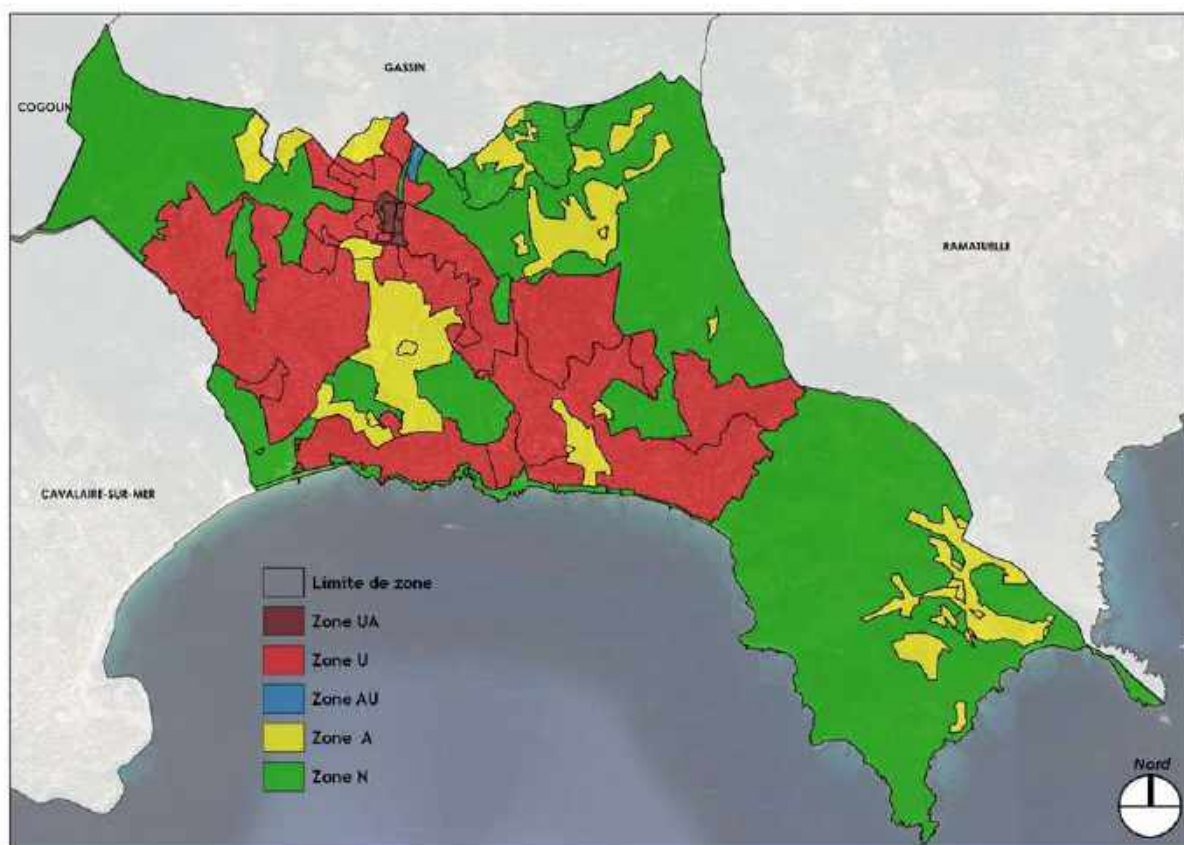 GASSIN
COGOLIN
RAMATUELLE
CAVALAIRE-SUR-MER
Limite de zone
Zone UA
Zone U
Zone AU
Zone A
Zone N
Nord